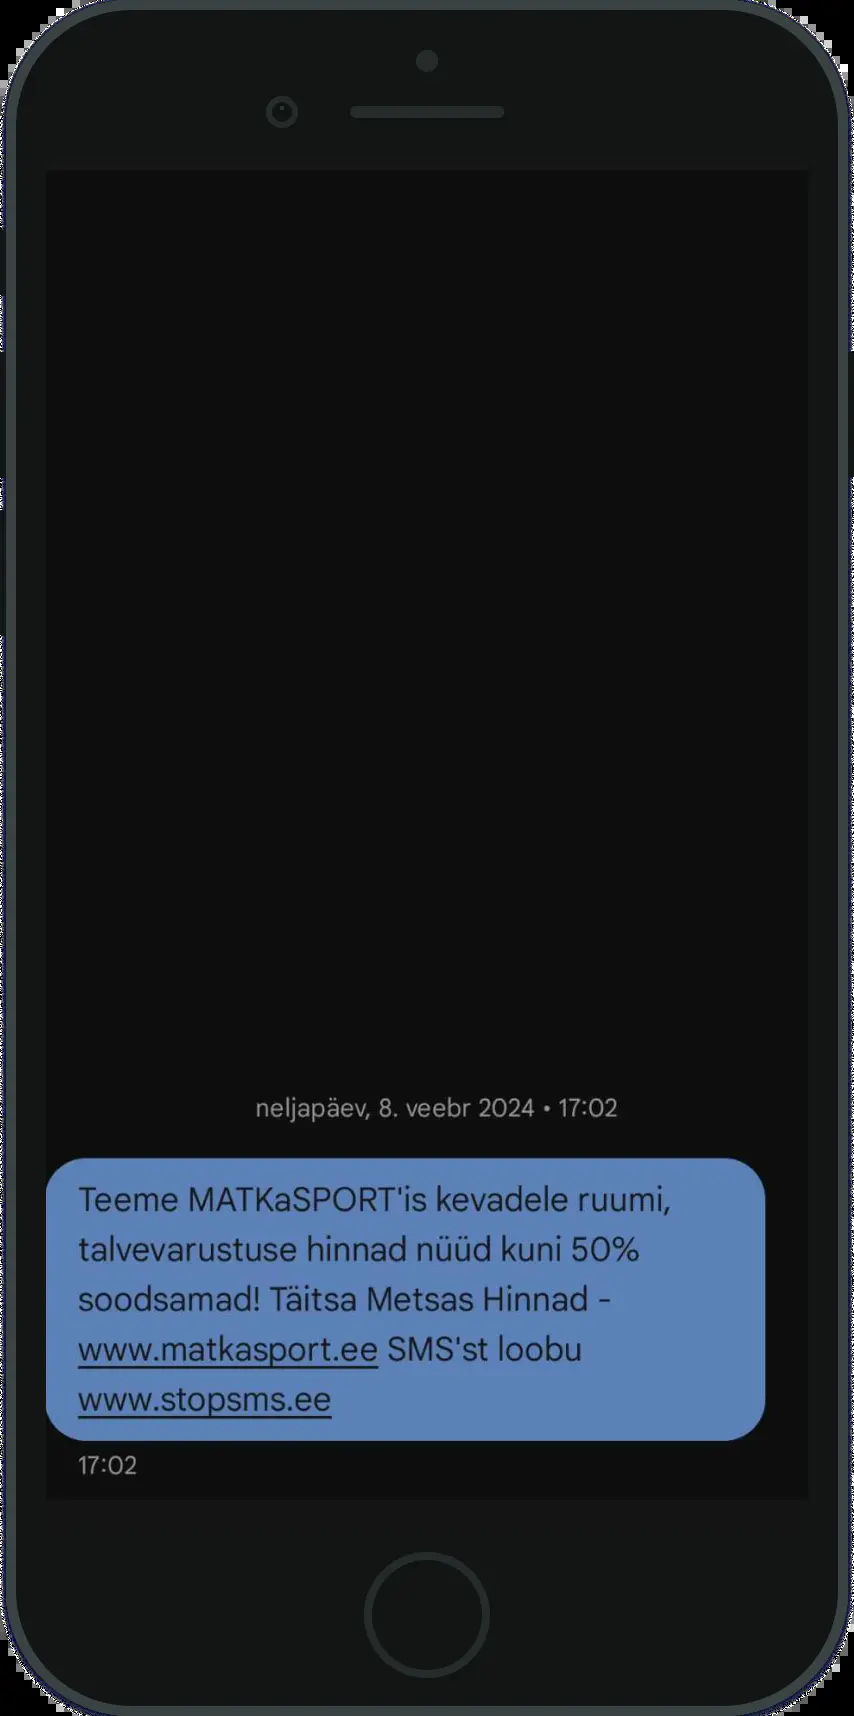 neljapäev, 8. veebr 2024 • 17:02
Teeme MATKaSPORT'is kevadele ruumi,
talvevarustuse hinnad nüüd kuni 50%
soodsamad! Täitsa Metsas Hinnad -
www.matkasport.ee SMS'st loobu
www.stopsms.ee
17:02